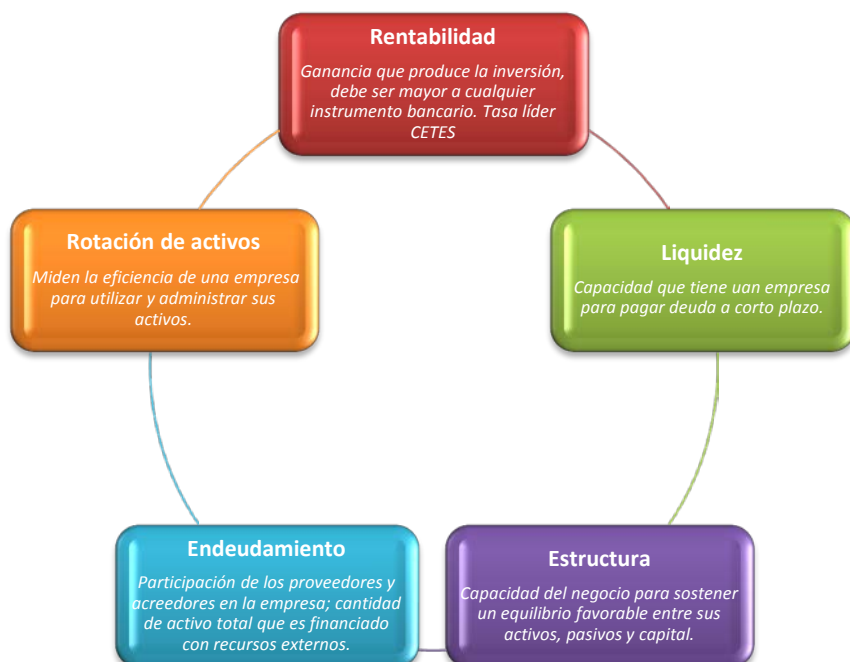 Rentabilidad
Ganancia que produce la inversión,
debe ser mayor a cualquier
instrumento bancario. Tasa líder
CETES
Liquidez
Capacidad que tiene uan empresa
para pagar deuda a corto plazo.
Estructura
Capacidad del negocio para sostener
un equilibrio favorable entre sus
activos, pasivos y capital.
Endeudamiento
Participación de los proveedores y
acreedores en la empresa; cantidad
de activo total que es financiado
con recursos externos.
Rotación de activos
Miden la eficiencia de una empresa
para utilizar y administrar sus
activos.